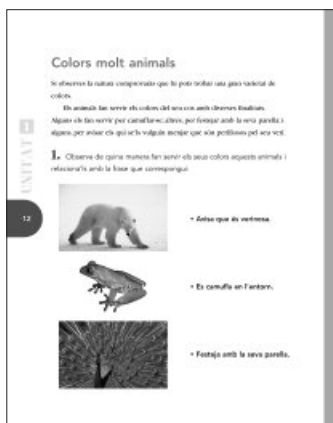 Colors molt animals
Si observes la natura comprovaràs que hi pots trobar una gran varietat de
colors.
Els animals fan servir els colors del seu cos amb diverses finalitats.
Alguns els fan servir per camuflar-se; altres, per festejar amb la seva parella i
alguns, per avisar els qui se'ls vulguin menjar que són perillosos pel seu verí.
UNITAT 1
1. Observa de quina manera fan servir els seus colors aquests animals i
relaciona'ls amb la frase que correspongui.
12
• Avisa que és verinosa.
• Es camufla en l'entorn.
• Festeja amb la seva parella.